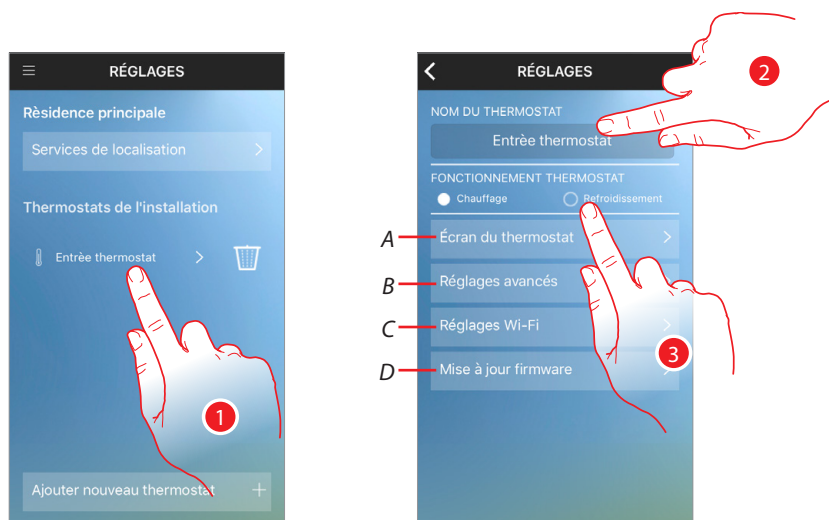 RÉGLAGES
Rèsidence principale
Services de localisation
Thermostats de l'installation
Entrèe thermostat
1
Ajouter nouveau thermostat +
RÉGLAGES
2
NOM DU THERMOSTAT
Entrèe thermostat
FONCTIONNEMENT THERMOSTAT
Chauffage Refroidissement
A Écran du thermostat
B Réglages avancés
C Réglages Wi-Fi
3
D Mise à jour firmware